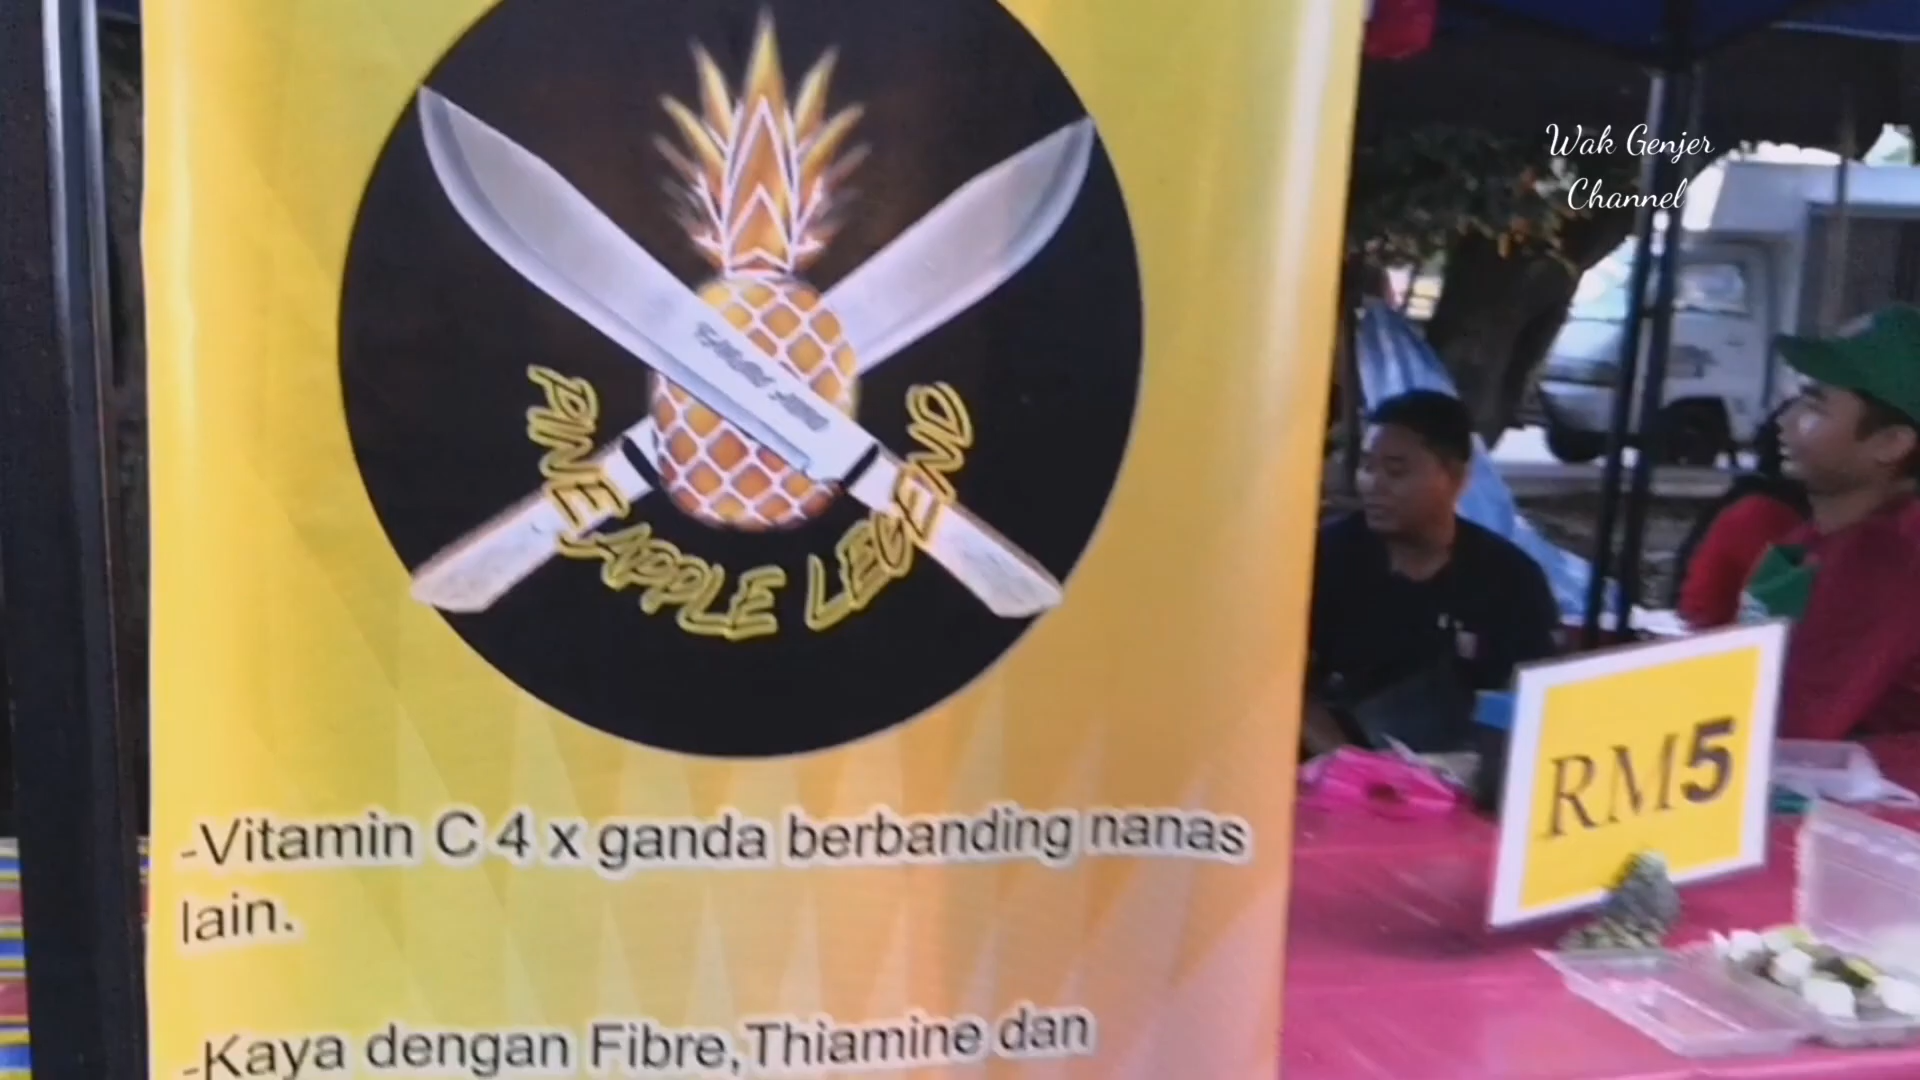 Wak Genjer
Channel
PINEAPPLE LEGEND
-Vitamin C 4 x ganda berbanding nanas
lain.
-Kaya dengan Fibre,Thiamine dan
RM5